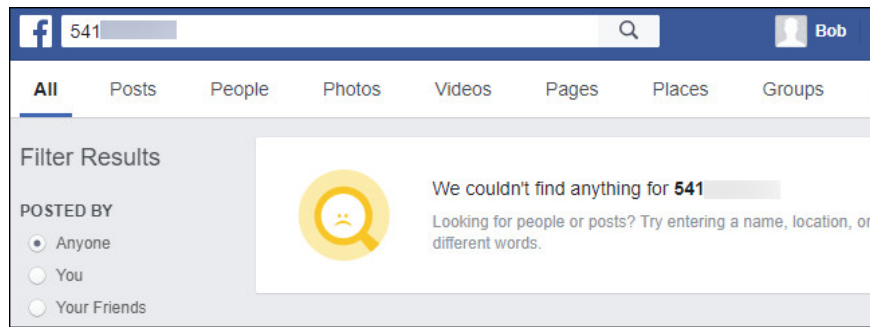 541
Bob
All Posts People Photos Videos Pages Places Groups
Filter Results
POSTED BY
Anyone
You
Your Friends
We couldn't find anything for 541
Looking for people or posts? Try entering a name, location, or
different words.